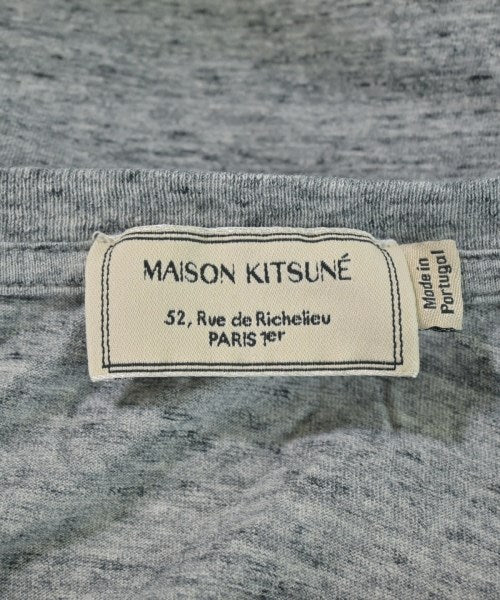 MAISON KITSUNÉ
52, Rue de Richelieu
PARIS 1er
Made in
Portugal